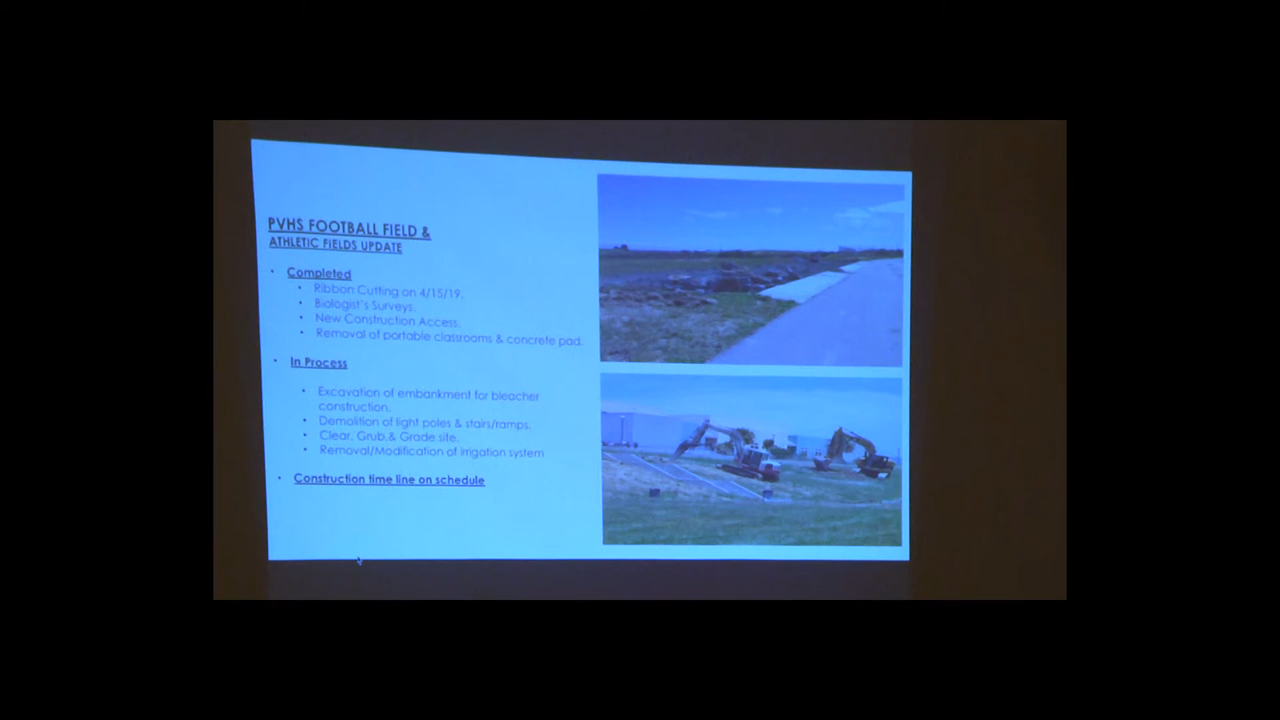 PVHS FOOTBALL FIELD &
ATHLETIC FIELDS UPDATE
• Completed
• Ribbon Cutting on 4/15/19.
• Biologist's Surveys.
• New Construction Access.
• Removal of portable classrooms & concrete pad.
• In Process
• Excavation of embankment for bleacher
construction.
• Demolition of light poles & stairs/ramps.
• Clear, Grub,& Grade site.
• Removal/Modification of irrigation system
• Construction time line on schedule